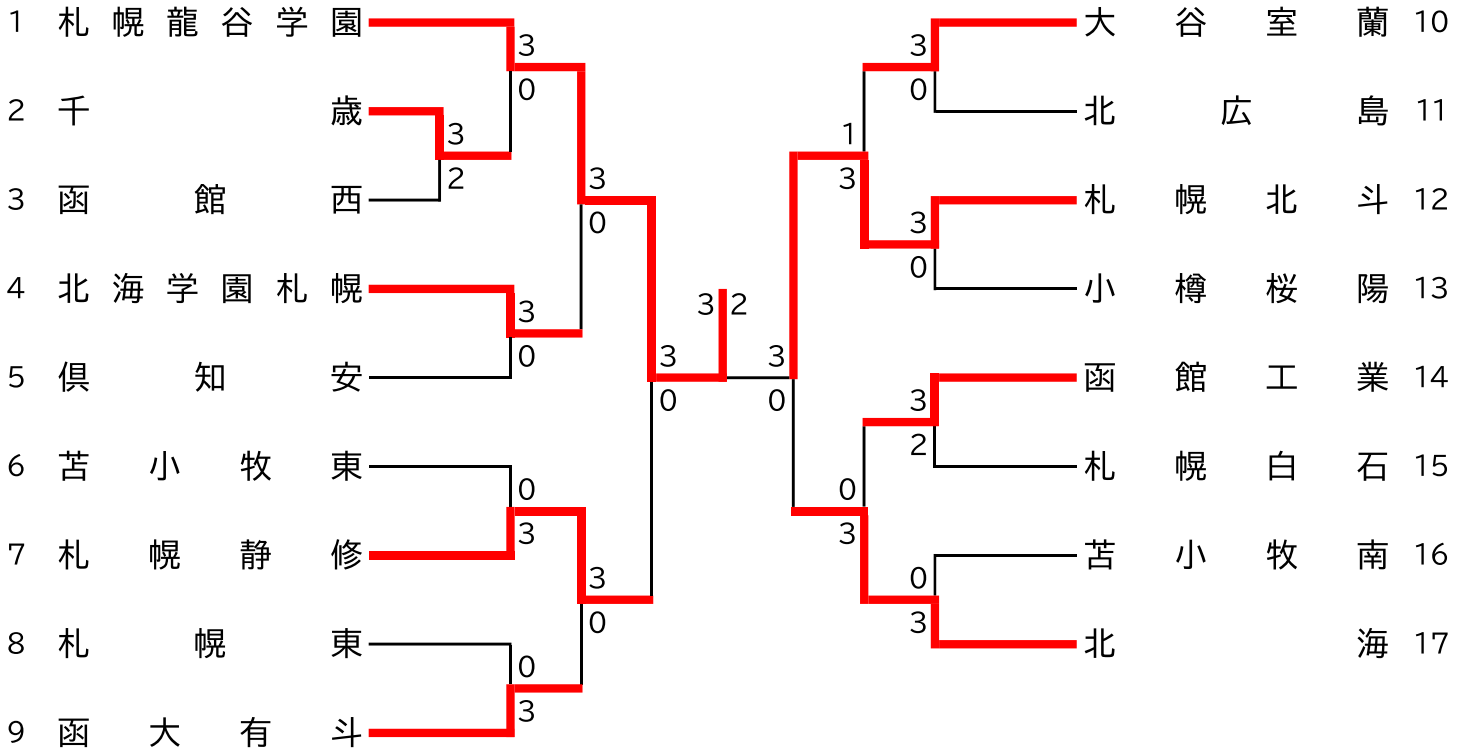 1 札幌龍谷学園
2 千歳
3 函館西
4 北海学園札幌
5 倶知安
6 苫小牧東
7 札幌静修
8 札幌東
9 函大有斗
3
0
3
2
3
0
3
0
0
3
3
0
0
3
3
0
3 2
3
0
1
3
0
3
3
0
3
0
3
2
0
3
大谷室蘭 10
北広島 11
札幌北斗 12
小樽桜陽 13
函館工業 14
札幌白石 15
苫小牧南 16
北海 17